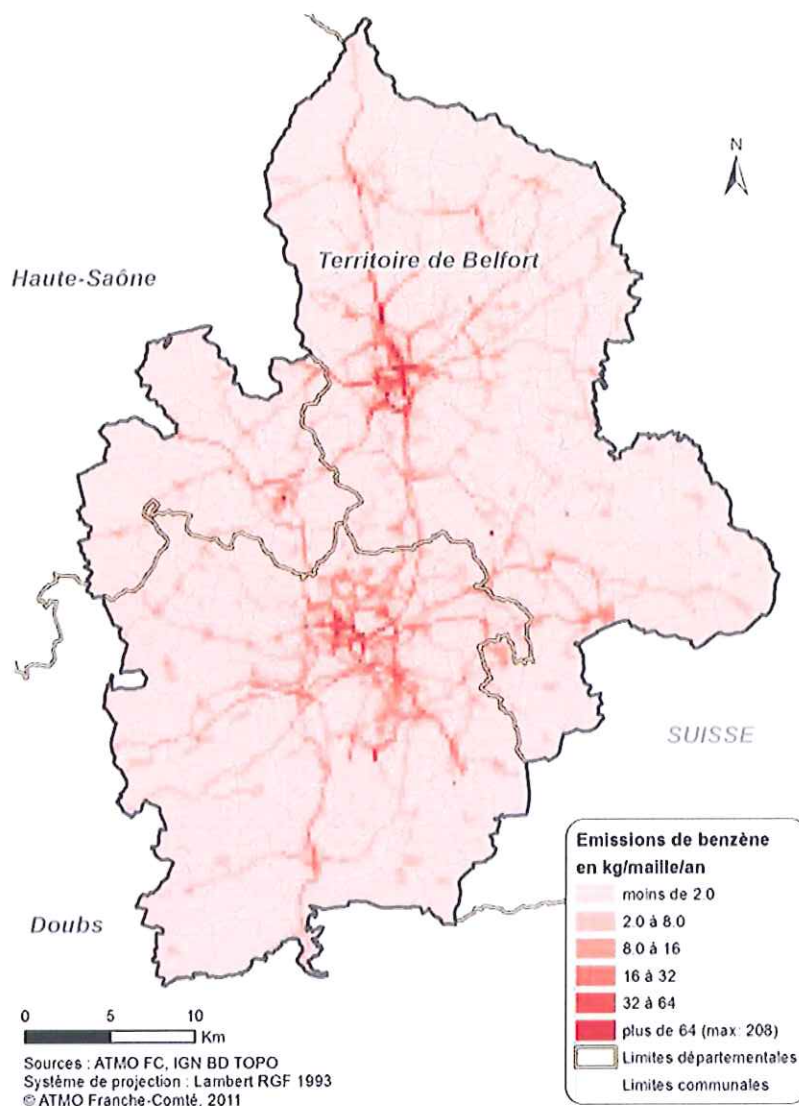 N
Territoire de Belfort
Haute-Saône
SUISSE
Doubs
Emissions de benzène
en kg/maille/an
moins de 2.0
2.0 à 8.0
8.0 à 16
16 à 32
32 à 64
plus de 64 (max: 208)
Limites départementales
Limites communales
0 5 10
Km
Sources : ATMO FC, IGN BD TOPO
Système de projection : Lambert RGF 1993
© ATMO Franche-Comté, 2011